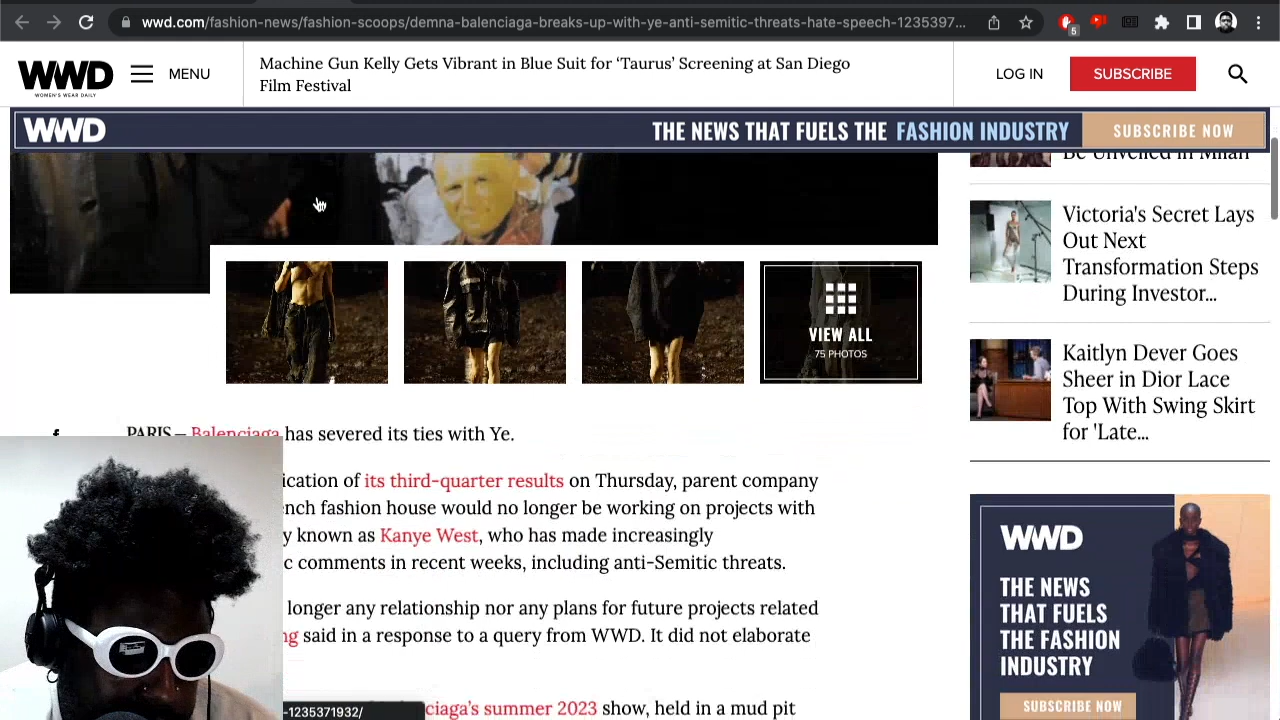 wwd.com/fashion-news/fashion-scoops/demna-balenciaga-breaks-up-with-ye-anti-semitic-threats-hate-speech-1235397...
5
WWD
WOMEN'S WEAR DAILY
MENU
Machine Gun Kelly Gets Vibrant in Blue Suit for ‘Taurus’ Screening at San Diego
Film Festival
LOG IN
SUBSCRIBE
WWD
THE NEWS THAT FUELS THE FASHION INDUSTRY
SUBSCRIBE NOW
Be Unveiled in Milan
Victoria's Secret Lays
Out Next
Transformation Steps
During Investor...
VIEW ALL
75 PHOTOS
Kaitlyn Dever Goes
Sheer in Dior Lace
Top With Swing Skirt
for 'Late...
PARIS — Balenciaga has severed its ties with Ye.
ication of its third-quarter results on Thursday, parent company
ench fashion house would no longer be working on projects with
y known as Kanye West, who has made increasingly
c comments in recent weeks, including anti-Semitic threats.
longer any relationship nor any plans for future projects related
ng said in a response to a query from WWD. It did not elaborate
-1235371932/
ciaga’s summer 2023 show, held in a mud pit
WWD
THE NEWS
THAT FUELS
THE FASHION
INDUSTRY
SUBSCRIBE NOW